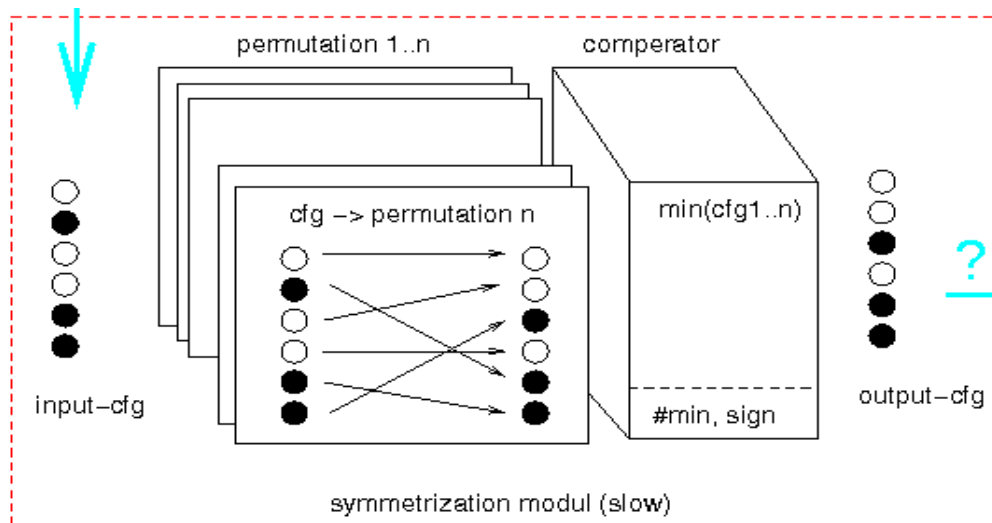 permutation 1..n
comperator
cfg -> permutation n
min(cfg1..n)
?
input-cfg
output-cfg
#min, sign
symmetrization modul (slow)